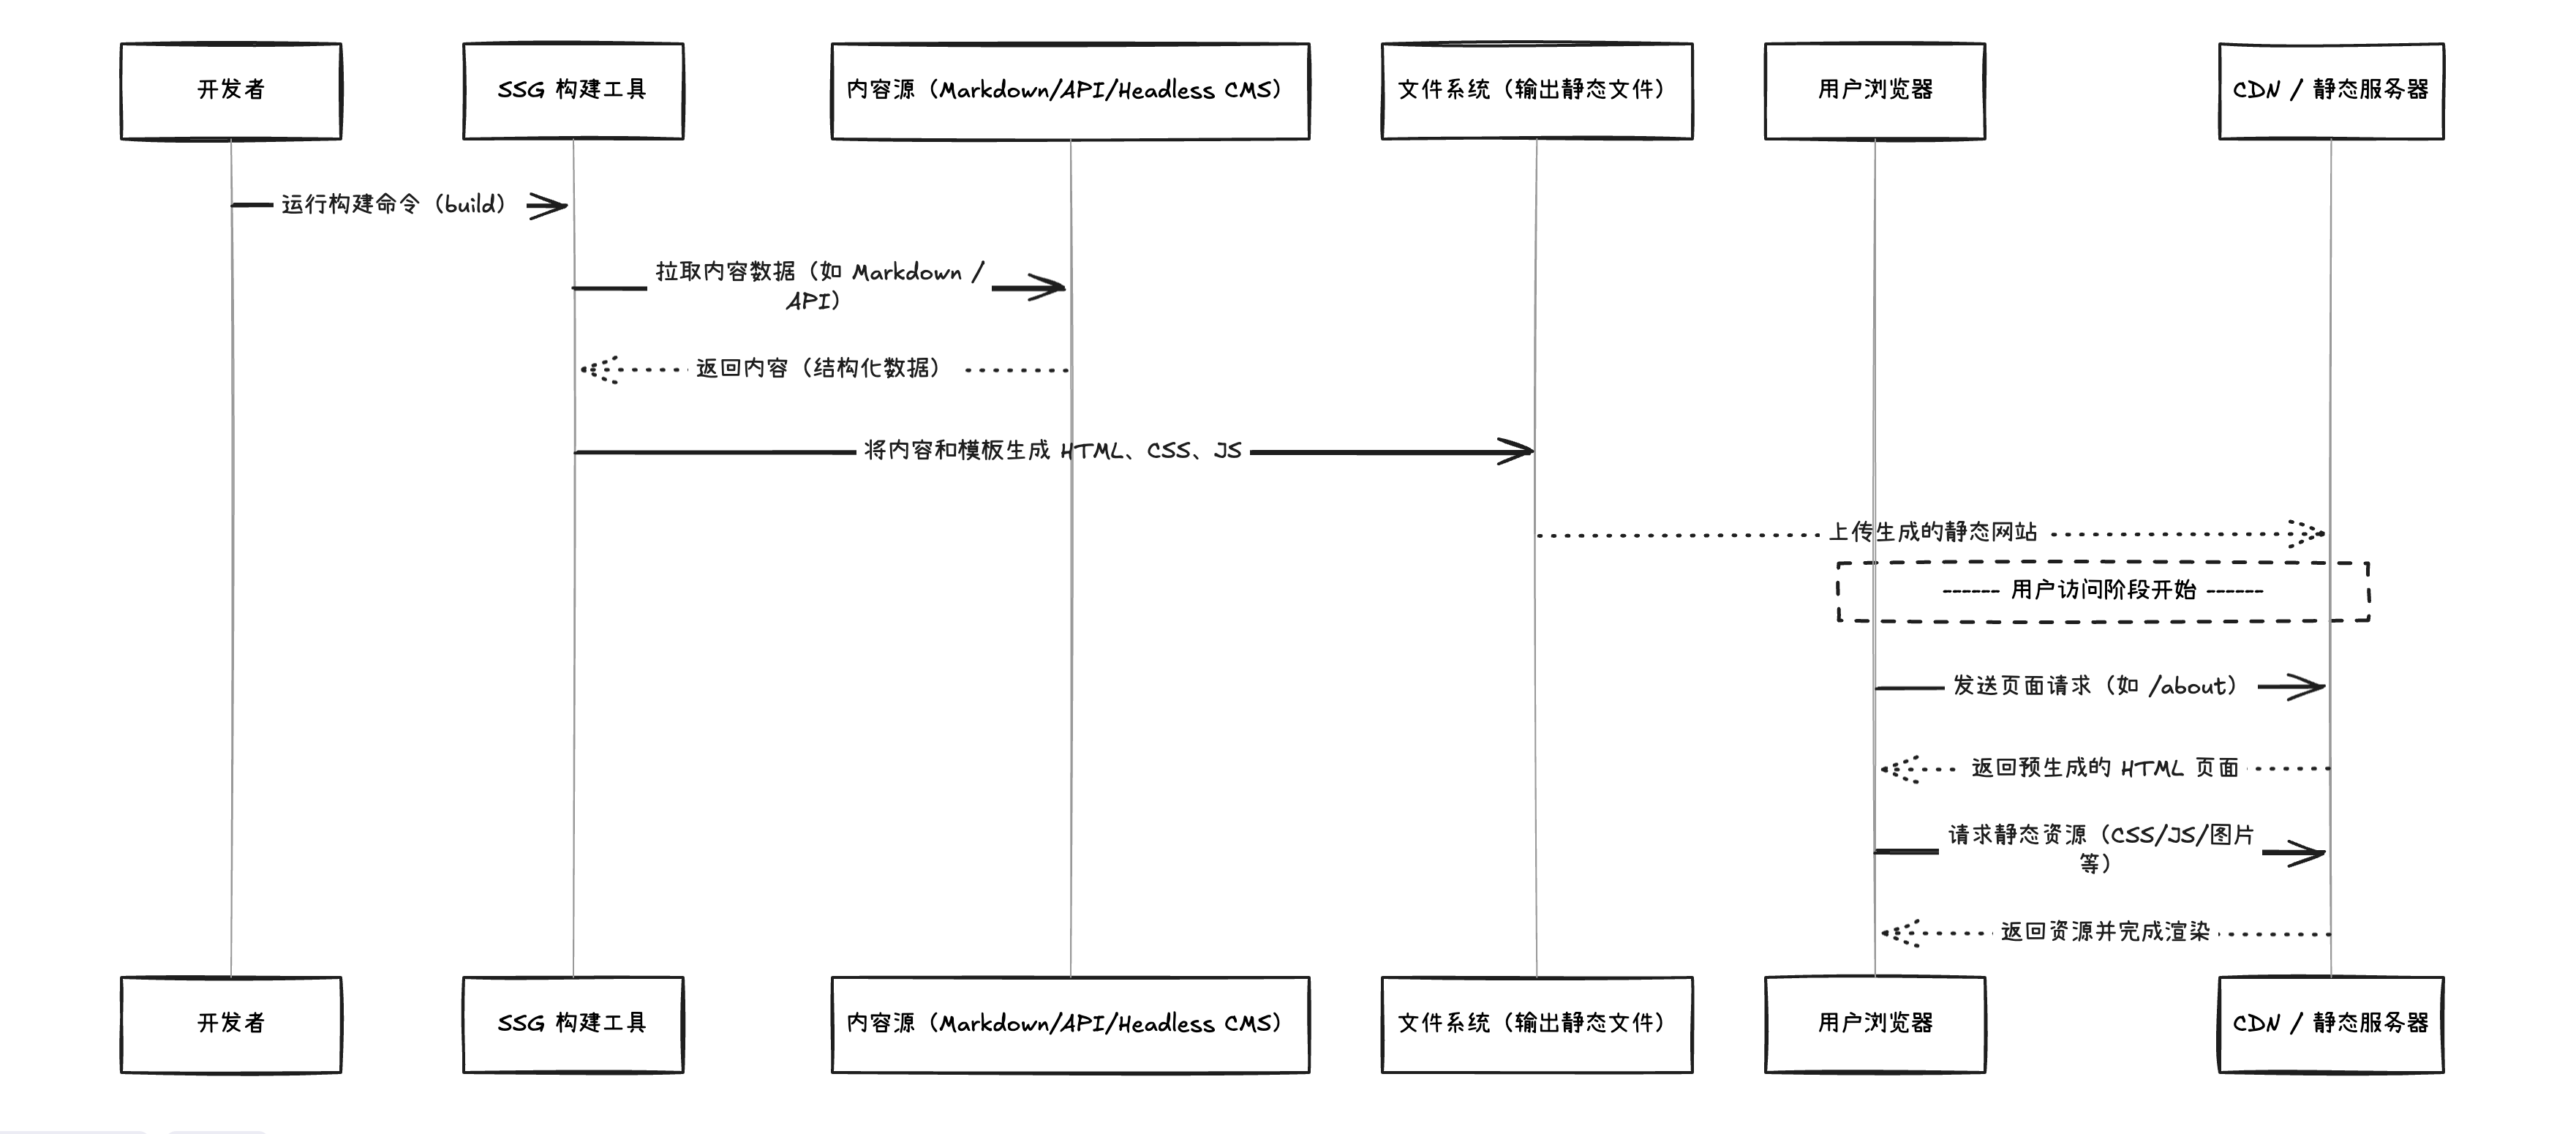 开发者
SSG 构建工具
内容源（Markdown/API/Headless CMS）
文件系统（输出静态文件）
用户浏览器
CDN / 静态服务器
运行构建命令（build）
拉取内容数据（如 Markdown /
API）
返回内容（结构化数据）
将内容和模板生成 HTML、CSS、JS
上传生成的静态网站
------ 用户访问阶段开始 ------
发送页面请求（如 /about）
返回预生成的 HTML 页面
请求静态资源（CSS/JS/图片
等）
返回资源并完成渲染
开发者
SSG 构建工具
内容源（Markdown/API/Headless CMS）
文件系统（输出静态文件）
用户浏览器
CDN / 静态服务器